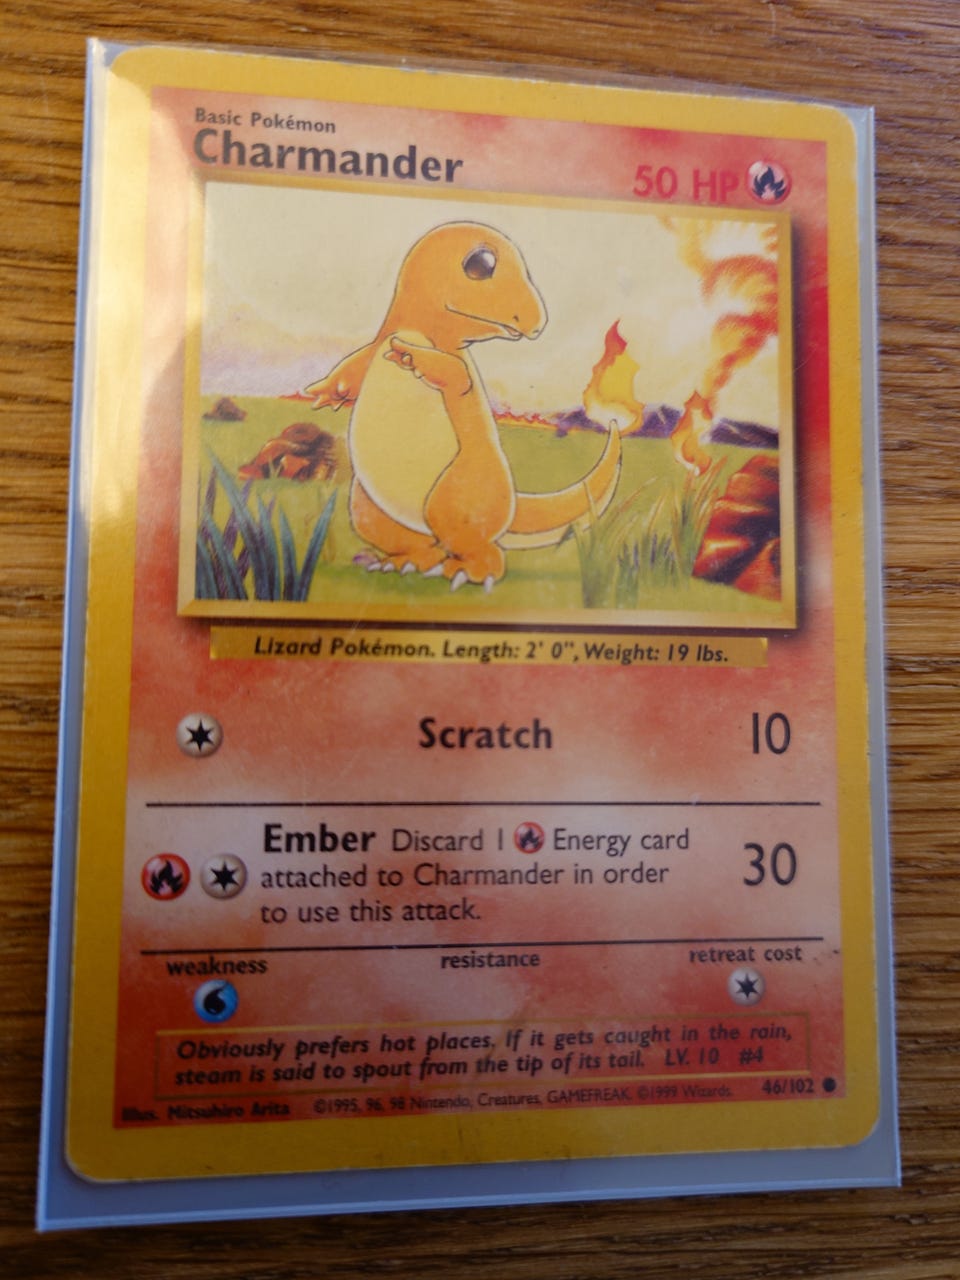 Basic Pokémon
Charmander
50 HP
Lizard Pokémon. Length: 2' 0", Weight: 19 lbs.
Scratch 10
Ember Discard 1 Energy card
attached to Charmander in order
to use this attack.
30
weakness resistance retreat cost
Obviously prefers hot places. If it gets caught in the rain,
steam is said to spout from the tip of its tail. LV. 10 #4
Illus. Mitsuhiro Arita ©1995, 96, 98 Nintendo, Creatures, GAMEFREAK. ©1999 Wizards. 46/102